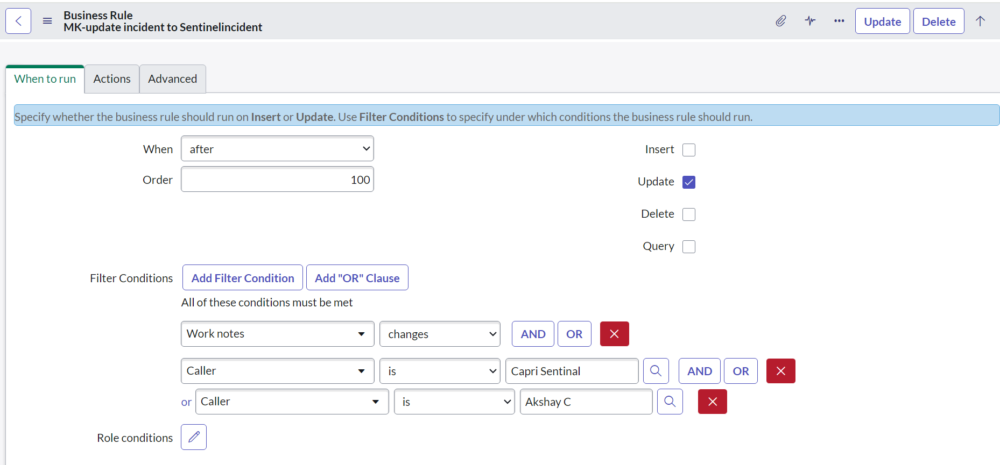 Business Rule
MK-update incident to Sentinelincident
Update
Delete
When to run
Actions
Advanced
Specify whether the business rule should run on Insert or Update. Use Filter Conditions to specify under which conditions the business rule should run.
When
after
Insert
Order
100
Update
Delete
Query
Filter Conditions
Add Filter Condition
Add "OR" Clause
All of these conditions must be met
Work notes
changes
AND
OR
Caller
is
Capri Sentinal
AND
OR
or
Caller
is
Akshay C
Role conditions